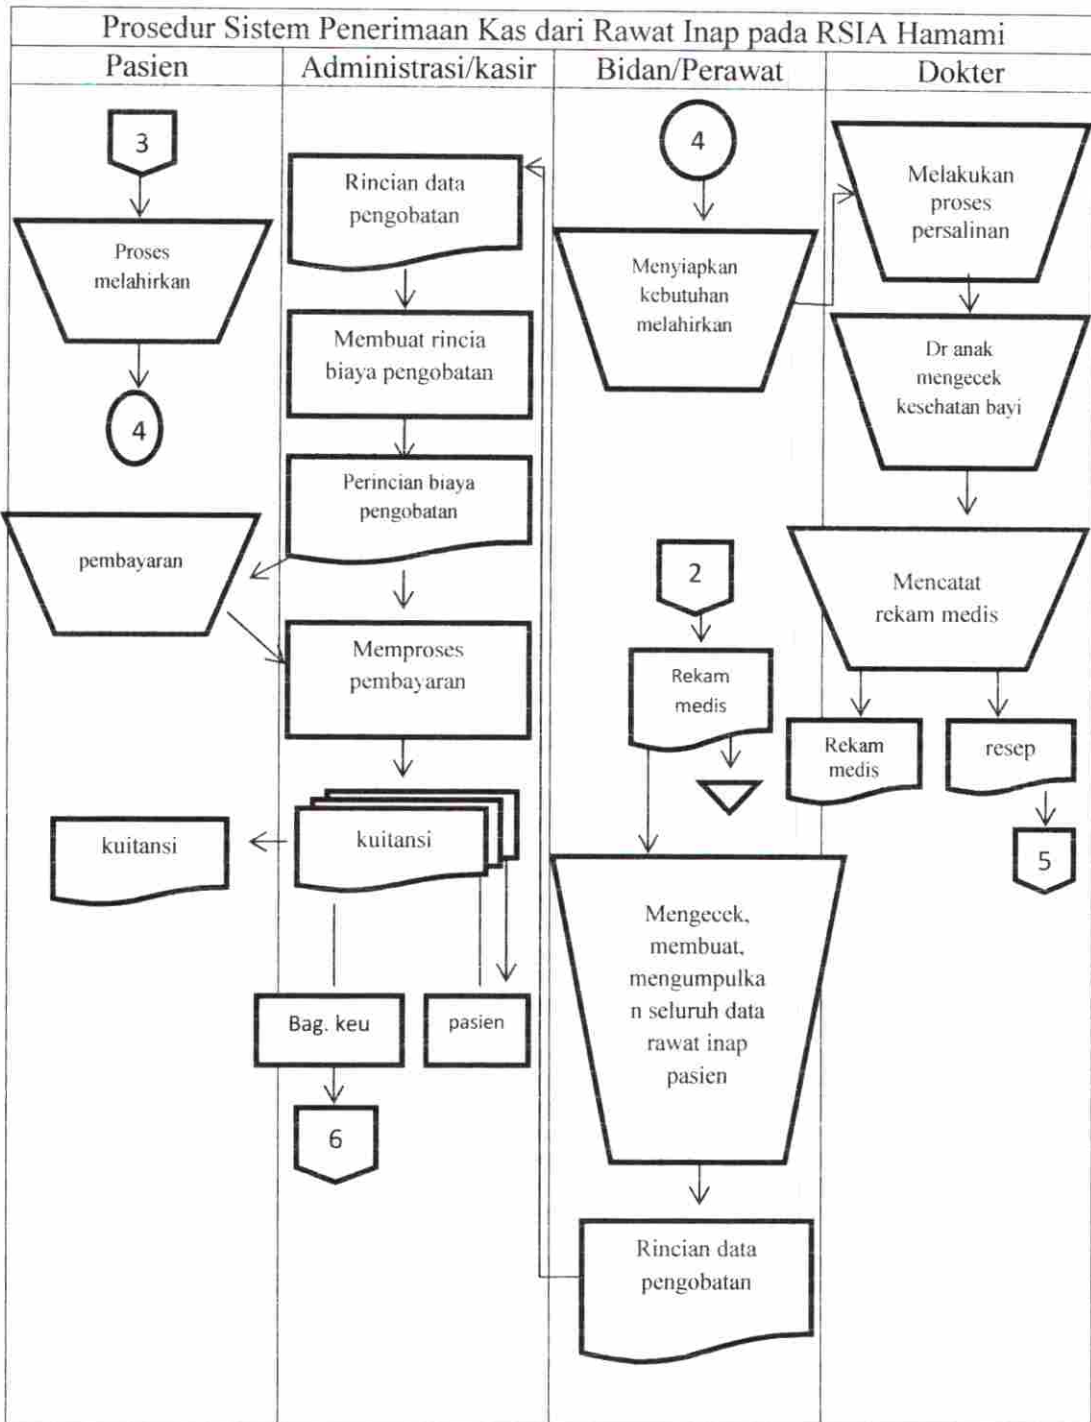 Prosedur Sistem Penerimaan Kas dari Rawat Inap pada RSIA Hamami
Pasien
Administrasi/kasir
Bidan/Perawat
Dokter
3
Proses
melahirkan
4
pembayaran
kuitansi
Rincian data
pengobatan
Membuat rincia
biaya pengobatan
Perincian biaya
pengobatan
Memproses
pembayaran
kuitansi
Bag. keu
pasien
6
4
Menyiapkan
kebutuhan
melahirkan
2
Rekam
medis
Mengecek,
membuat,
mengumpulka
n seluruh data
rawat inap
pasien
Rincian data
pengobatan
Melakukan
proses
persalinan
Dr anak
mengecek
kesehatan bayi
Mencatat
rekam medis
Rekam
medis
resep
5